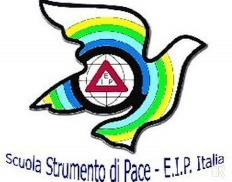 E
I P
Scuola Strumento di Pace - E.I.P. Italia